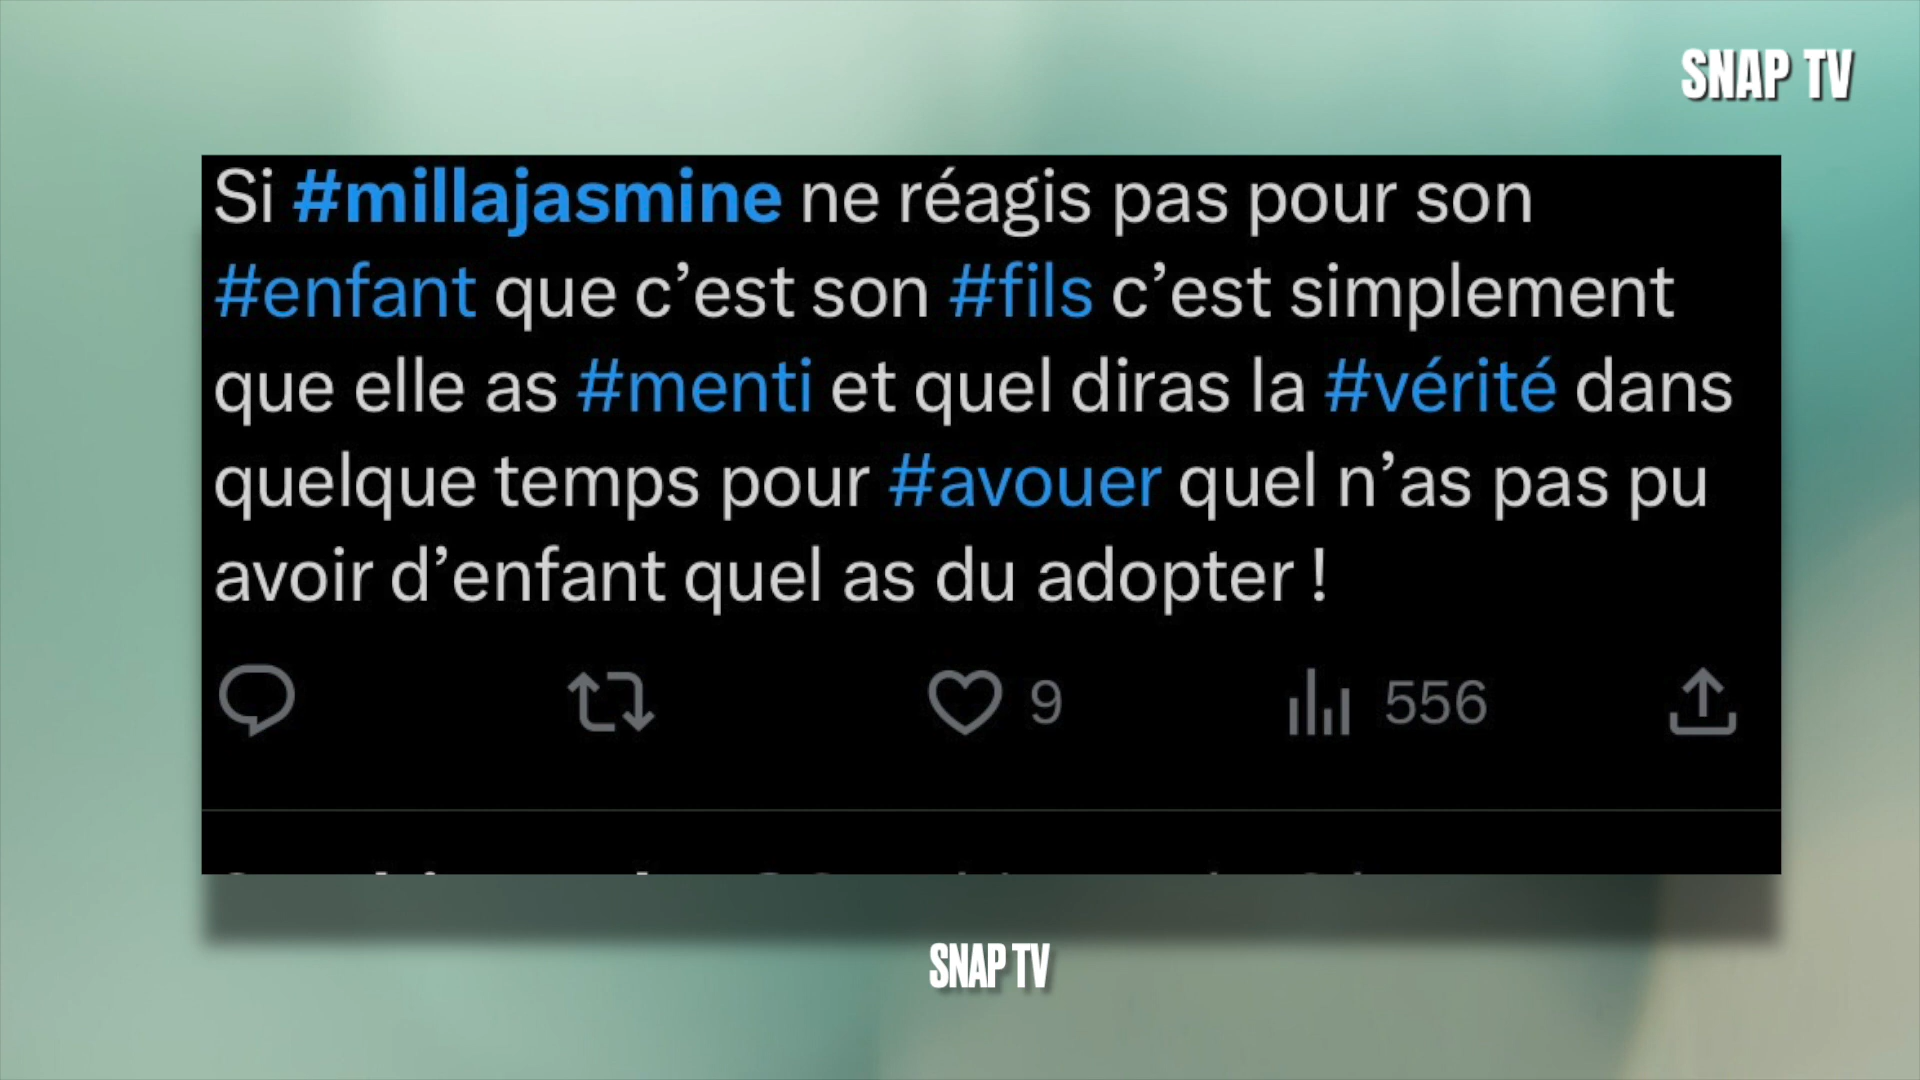 SNAP TV
Si #millajasmine ne réagis pas pour son
#enfant que c’est son #fils c’est simplement
que elle as #menti et quel diras la #vérité dans
quelque temps pour #avouer quel n’as pas pu
avoir d’enfant quel as du adopter !
9 556
SNAP TV